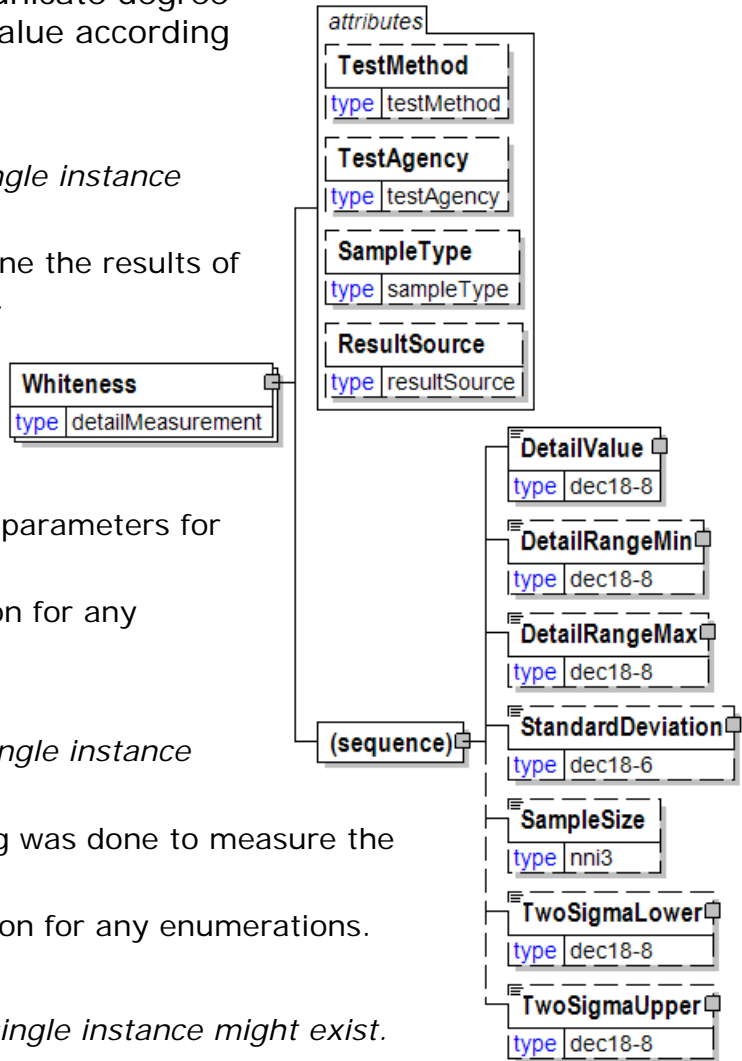 unicate degree
alue according
ngle instance
ne the results of
.
parameters for
on for any
ngle instance
g was done to measure the
on for any enumerations.
single instance might exist.
Whiteness
type detailMeasurement
attributes
TestMethod
type testMethod
TestAgency
type testAgency
SampleType
type sampleType
ResultSource
type resultSource
(sequence)
DetailValue
type dec18-8
DetailRangeMin
type dec18-8
DetailRangeMax
type dec18-8
StandardDeviation
type dec18-6
SampleSize
type nni3
TwoSigmaLower
type dec18-8
TwoSigmaUpper
type dec18-8